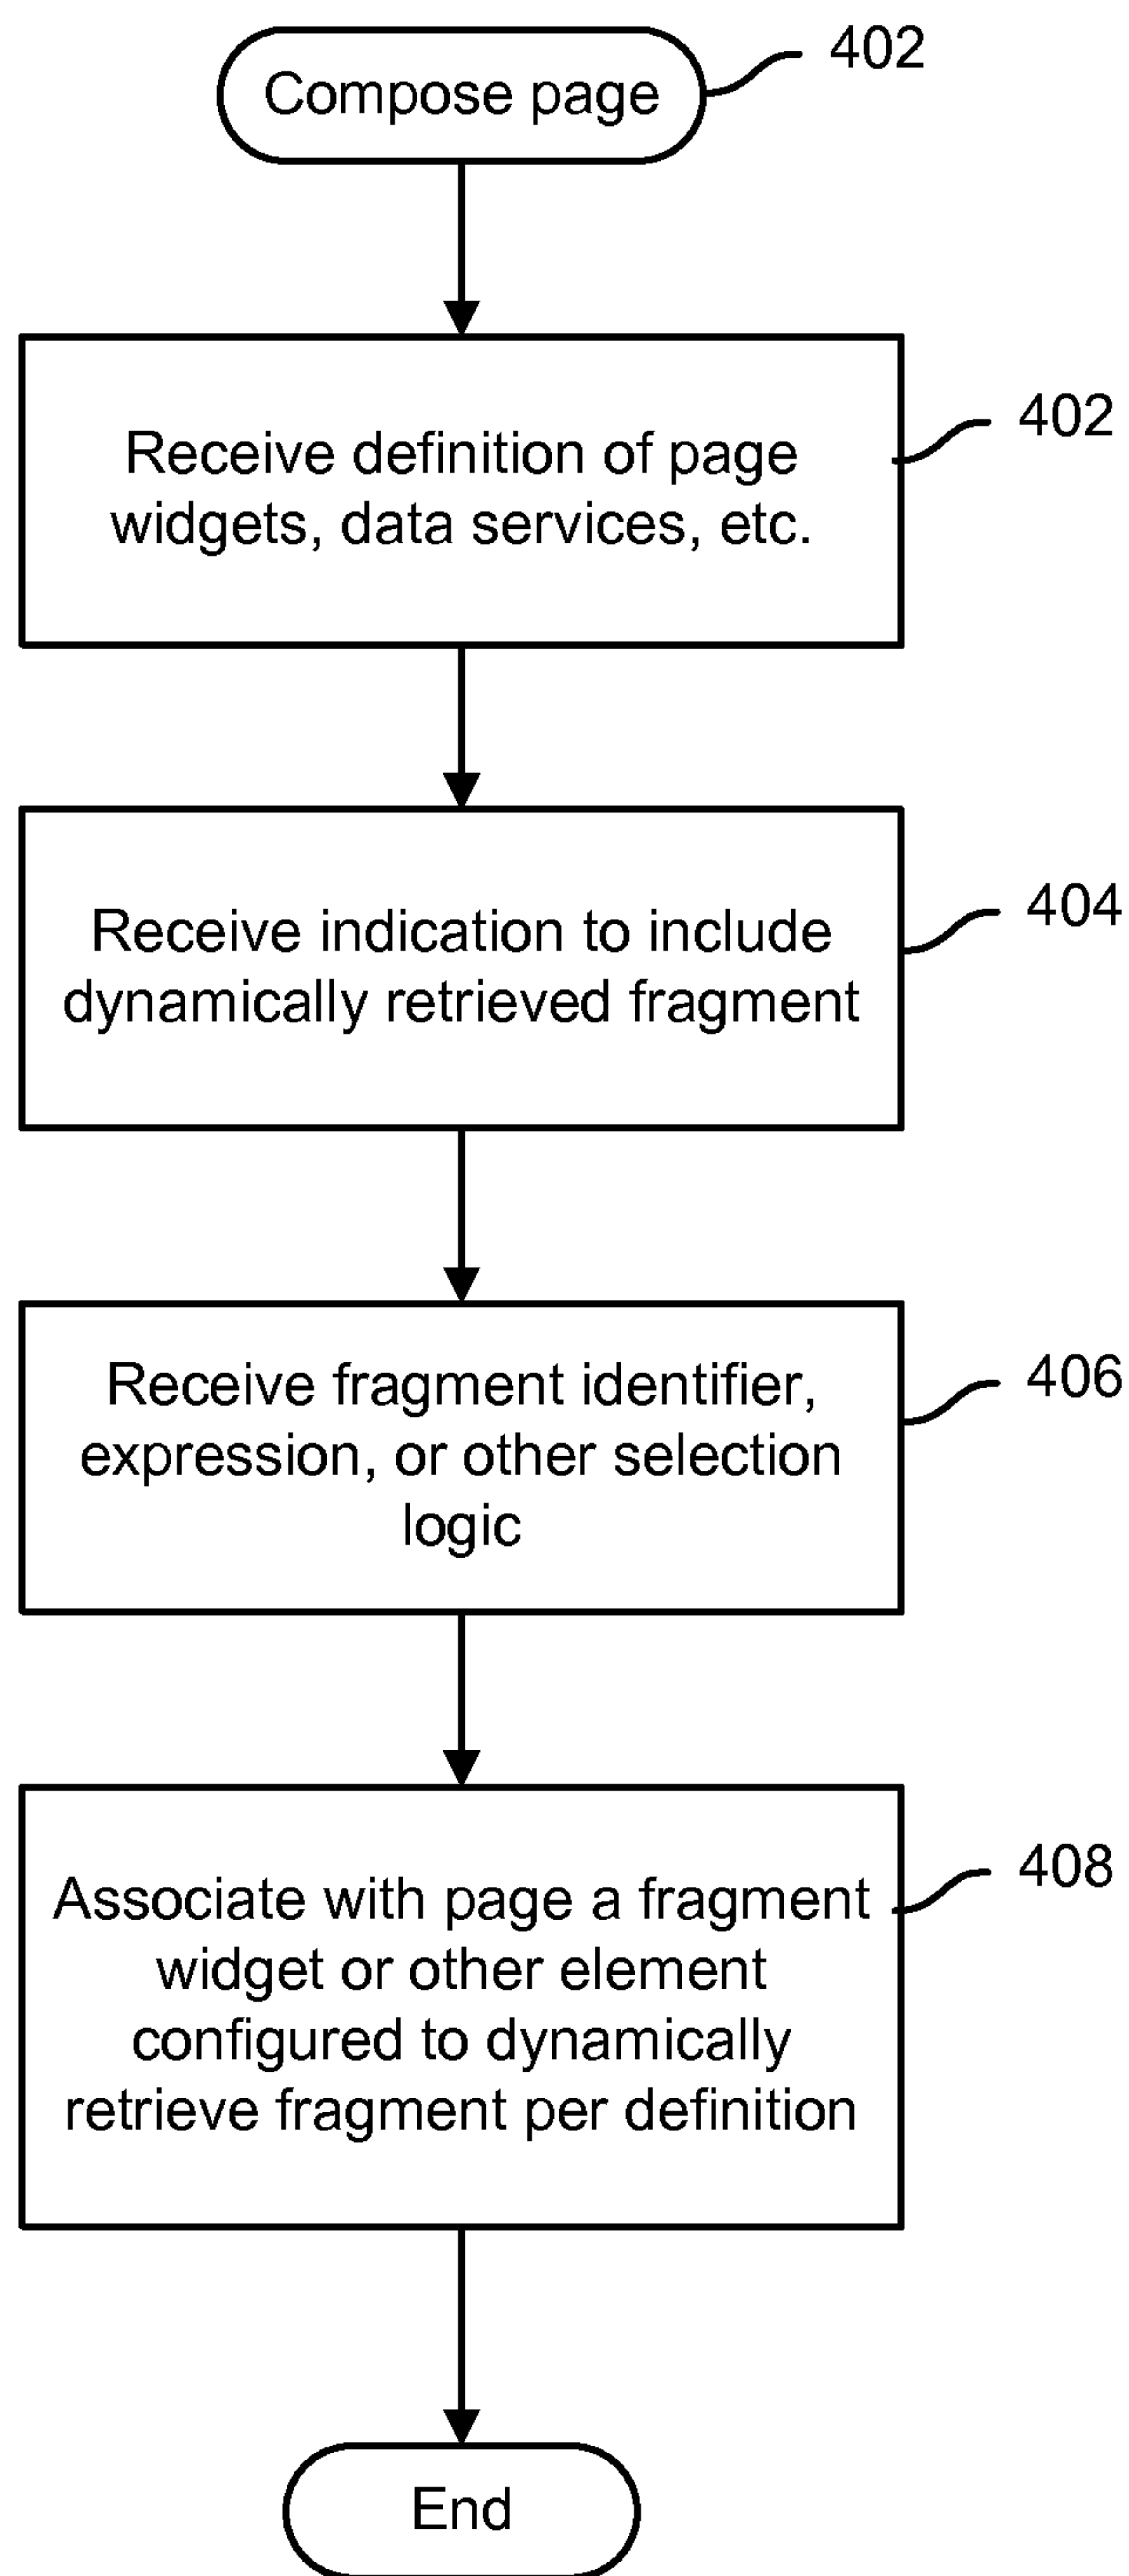 Compose page
402
Receive definition of page
widgets, data services, etc.
402
Receive indication to include
dynamically retrieved fragment
404
Receive fragment identifier,
expression, or other selection
logic
406
Associate with page a fragment
widget or other element
configured to dynamically
retrieve fragment per definition
408
End